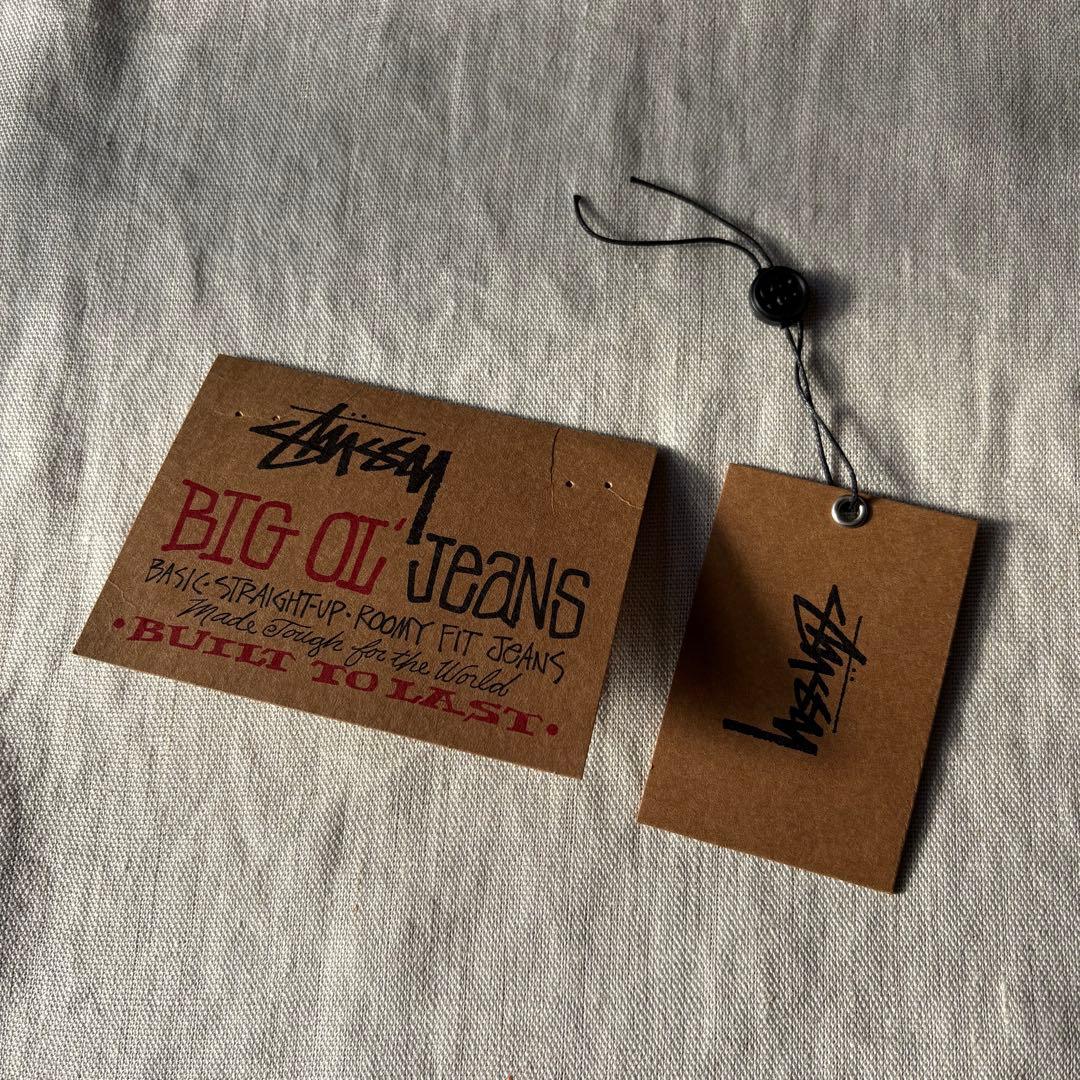 STÜSSY
BIG OL' JEANS
BASIC·STRAIGHT-UP·ROOMY FIT JEANS
Made Tough for the World
·BUILT TO LAST·
STÜSSY